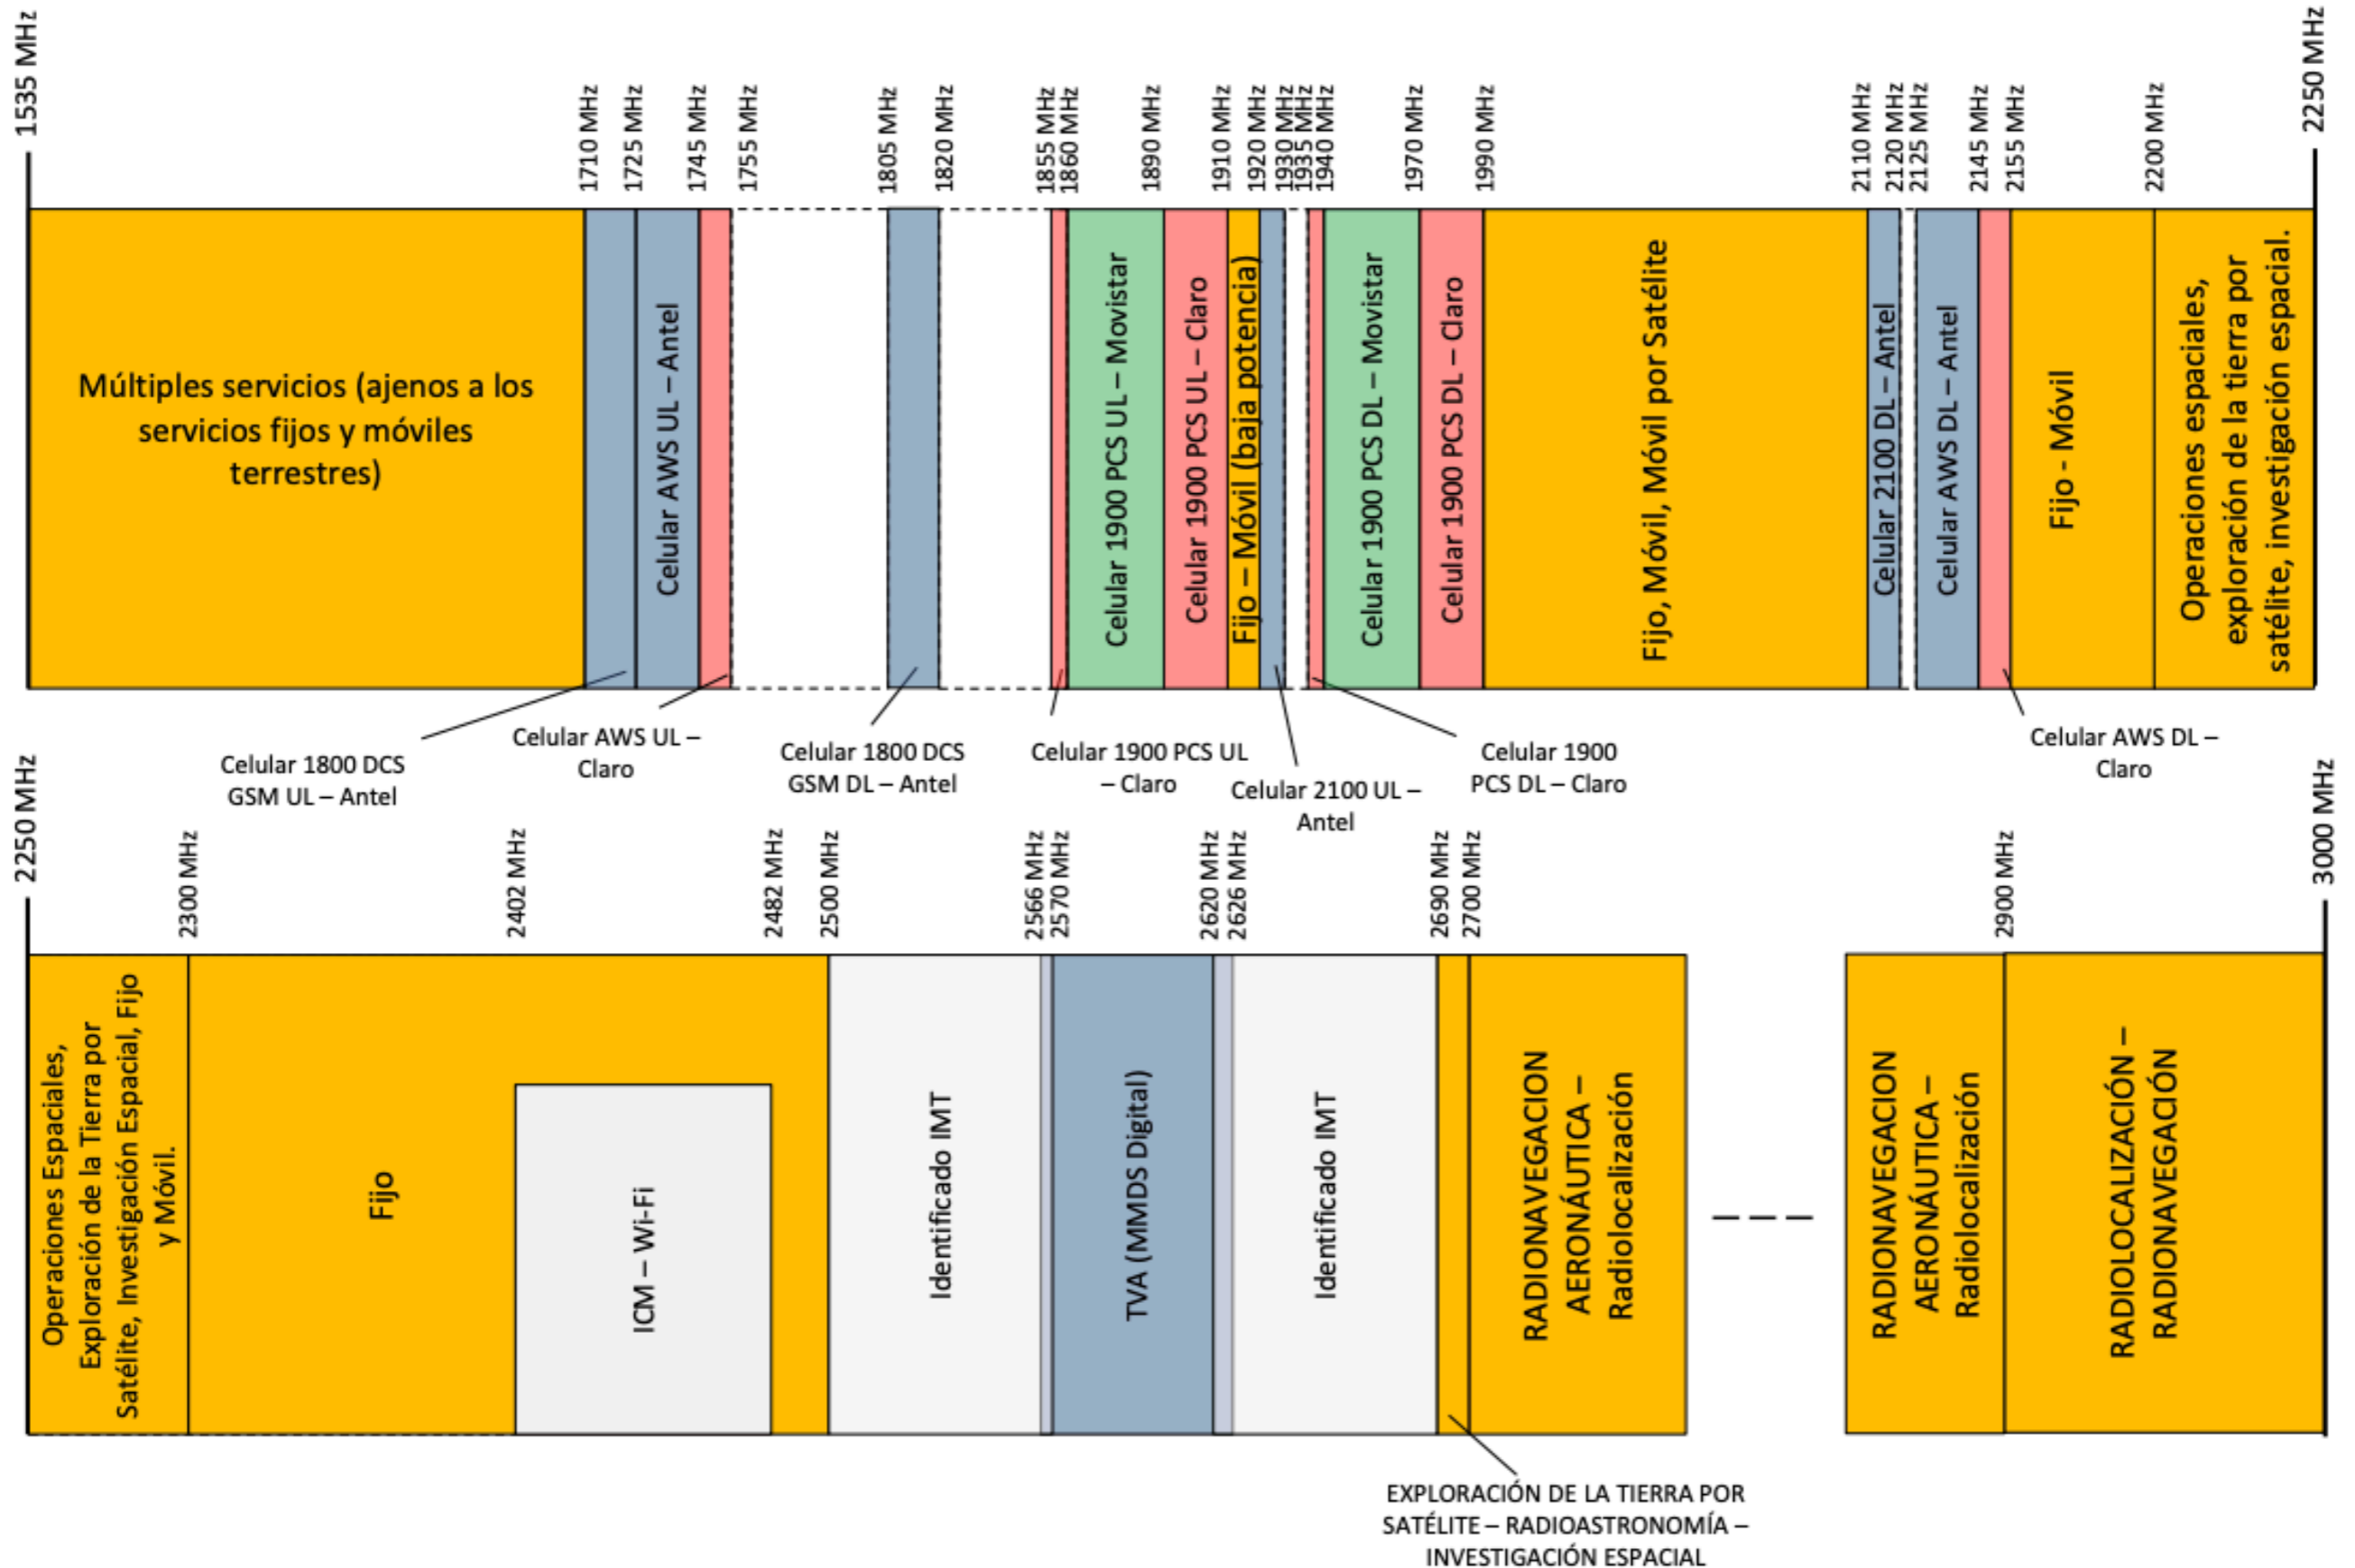 1535 MHz
1710 MHz
1725 MHz
1745 MHz
1755 MHz
1805 MHz
1820 MHz
1855 MHz
1860 MHz
1890 MHz
1910 MHz
1920 MHz
1930 MHz
1935 MHz
1940 MHz
1970 MHz
1990 MHz
2110 MHz
2120 MHz
2125 MHz
2145 MHz
2155 MHz
2200 MHz
2250 MHz
Múltiples servicios (ajenos a los
servicios fijos y móviles
terrestres)
Celular AWS UL – Antel
Celular 1900 PCS UL – Movistar
Celular 1900 PCS UL – Claro
Fijo – Móvil (baja potencia)
Celular 1900 PCS DL – Movistar
Celular 1900 PCS DL – Claro
Fijo, Móvil, Móvil por Satélite
Celular 2100 DL – Antel
Celular AWS DL – Antel
Fijo - Móvil
Operaciones espaciales,
exploración de la tierra por
satélite, investigación espacial.
Celular 1800 DCS
GSM UL – Antel
Celular AWS UL –
Claro
Celular 1800 DCS
GSM DL – Antel
Celular 1900 PCS UL
– Claro
Celular 2100 UL –
Antel
Celular 1900
PCS DL – Claro
Celular AWS DL –
Claro
2250 MHz
2300 MHz
2402 MHz
2482 MHz
2500 MHz
2566 MHz
2570 MHz
2620 MHz
2626 MHz
2690 MHz
2700 MHz
2900 MHz
3000 MHz
Operaciones Espaciales,
Exploración de la Tierra por
Satélite, Investigación Espacial, Fijo
y Móvil.
Fijo
ICM – Wi-Fi
Identificado IMT
TVA (MMDS Digital)
Identificado IMT
RADIONAVEGACION
AERONÁUTICA –
Radiolocalización
RADIONAVEGACION
AERONÁUTICA –
Radiolocalización
RADIOLOCALIZACIÓN –
RADIONAVEGACIÓN
EXPLORACIÓN DE LA TIERRA POR
SATÉLITE – RADIOASTRONOMÍA –
INVESTIGACIÓN ESPACIAL